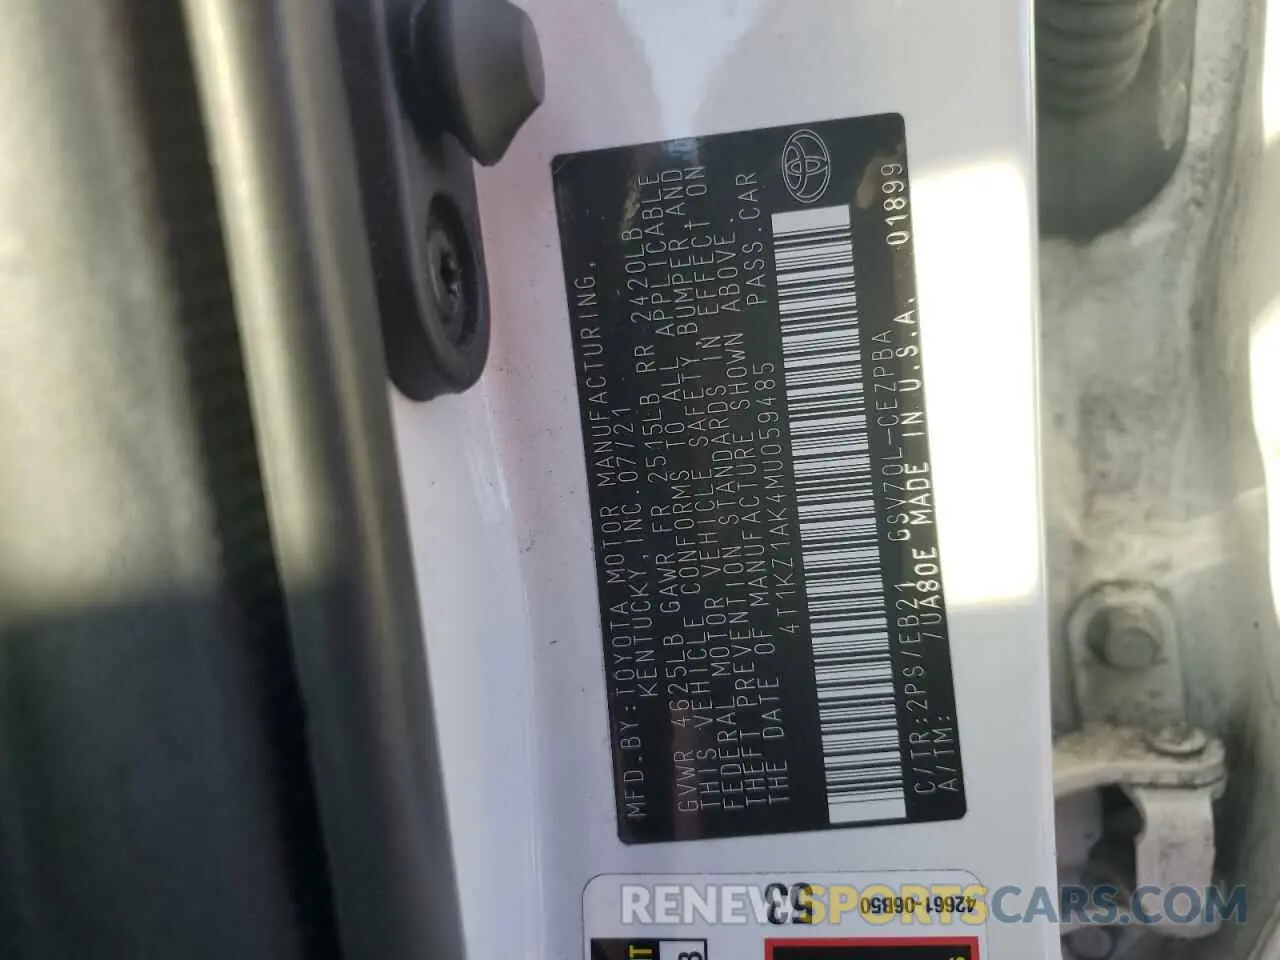 MFD.BY:TOYOTA MOTOR MANUFACTURING,
KENTUCKY, INC.07/21
GVWR 4625LB GAWR FR 2515LB RR 2420LB
THIS VEHICLE CONFORMS TO ALL APPLICABLE
FEDERAL MOTOR VEHICLE SAFETY,BUMPER AND
THEFT PREVENTION STANDARDS IN EFFECT ON
THE DATE OF MANUFACTURE SHOWN ABOVE.
4T1KZ1AK4MU059485 PASS.CAR
C/TR:2PS/EB21 GSV70L-CEZPBA 01899
A/TM: /UA80E MADE IN U.S.A.
53
42661-06B50
RENEWSPORTSCARS.COM